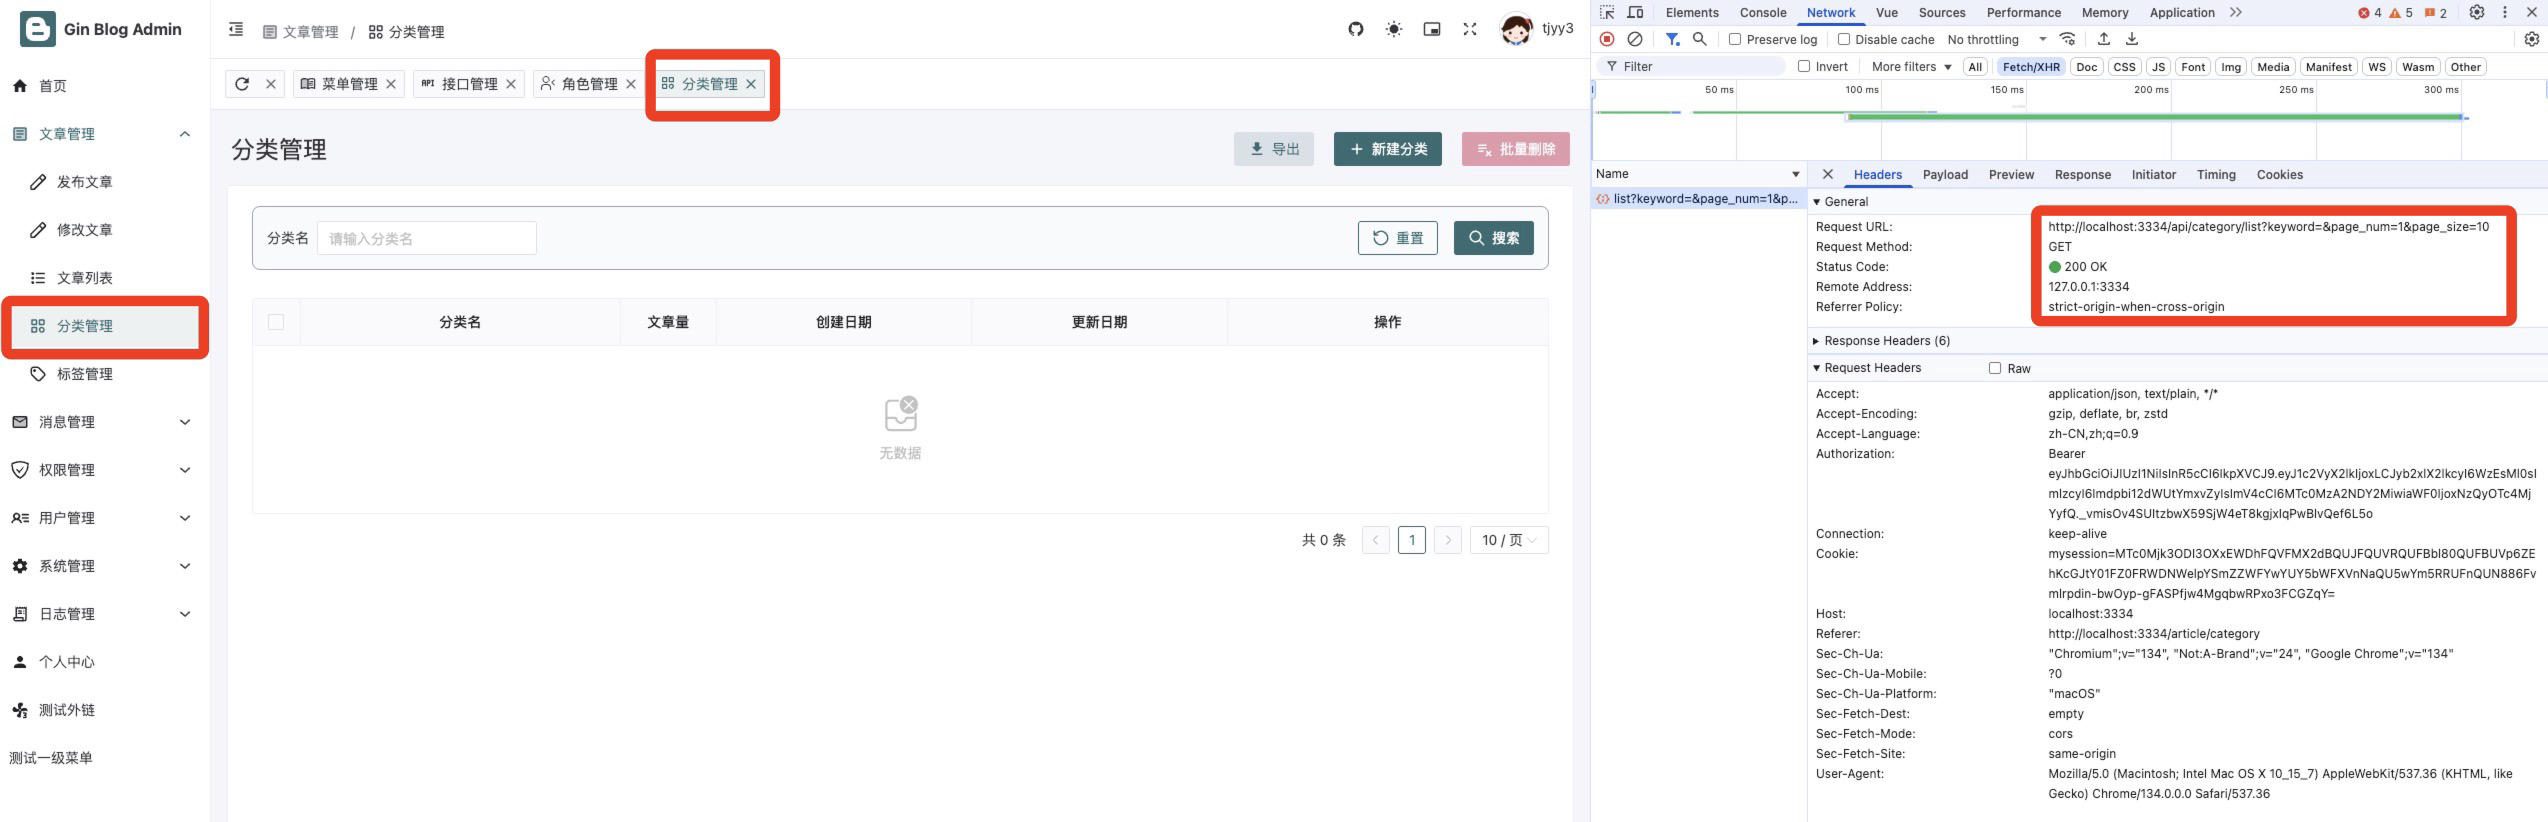 Gin Blog Admin
首页
文章管理
发布文章
修改文章
文章列表
分类管理
标签管理
消息管理
权限管理
用户管理
系统管理
日志管理
个人中心
测试外链
测试一级菜单
文章管理 / 分类管理
tjyy3
菜单管理 API 接口管理 角色管理 分类管理
分类管理
导出 新建分类 批量删除
分类名 请输入分类名 重置 搜索
分类名 文章量 创建日期 更新日期 操作
无数据
共 0 条 1 10 / 页
Elements Console Network Vue Sources Performance Memory Application 4 5 2
Preserve log Disable cache No throttling
Filter Invert More filters All Fetch/XHR Doc CSS JS Font Img Media Manifest WS Wasm Other
50 ms 100 ms 150 ms 200 ms 250 ms 300 ms
Name
list?keyword=&page_num=1&p...
Headers Payload Preview Response Initiator Timing Cookies
General
Request URL: http://localhost:3334/api/category/list?keyword=&page_num=1&page_size=10
Request Method: GET
Status Code: 200 OK
Remote Address: 127.0.0.1:3334
Referrer Policy: strict-origin-when-cross-origin
Response Headers (6)
Request Headers Raw
Accept: application/json, text/plain, */*
Accept-Encoding: gzip, deflate, br, zstd
Accept-Language: zh-CN,zh;q=0.9
Authorization: Bearer
Connection: keep-alive
Cookie:
Host: localhost:3334
Referer: http://localhost:3334/article/category
Sec-Ch-Ua: "Chromium";v="134", "Not:A-Brand";v="24", "Google Chrome";v="134"
Sec-Ch-Ua-Mobile: ?0
Sec-Ch-Ua-Platform: "macOS"
Sec-Fetch-Dest: empty
Sec-Fetch-Mode: cors
Sec-Fetch-Site: same-origin
User-Agent: Mozilla/5.0 (Macintosh; Intel Mac OS X 10_15_7) AppleWebKit/537.36 (KHTML, like
Gecko) Chrome/134.0.0.0 Safari/537.36